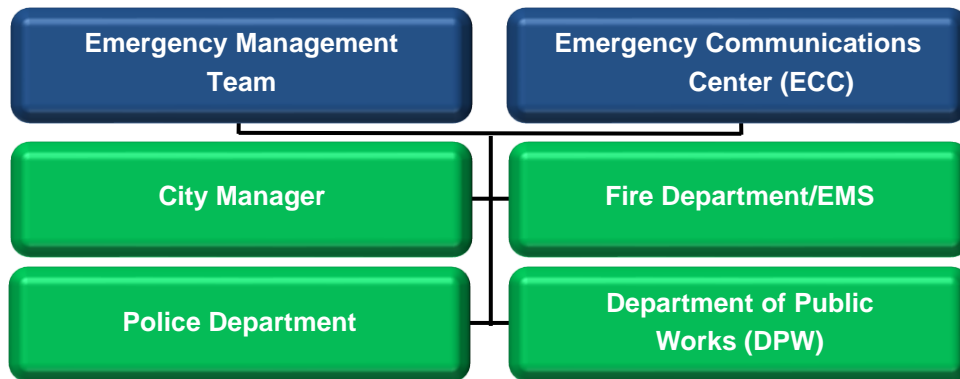 Emergency Management
Team
Emergency Communications
Center (ECC)
City Manager
Fire Department/EMS
Police Department
Department of Public
Works (DPW)